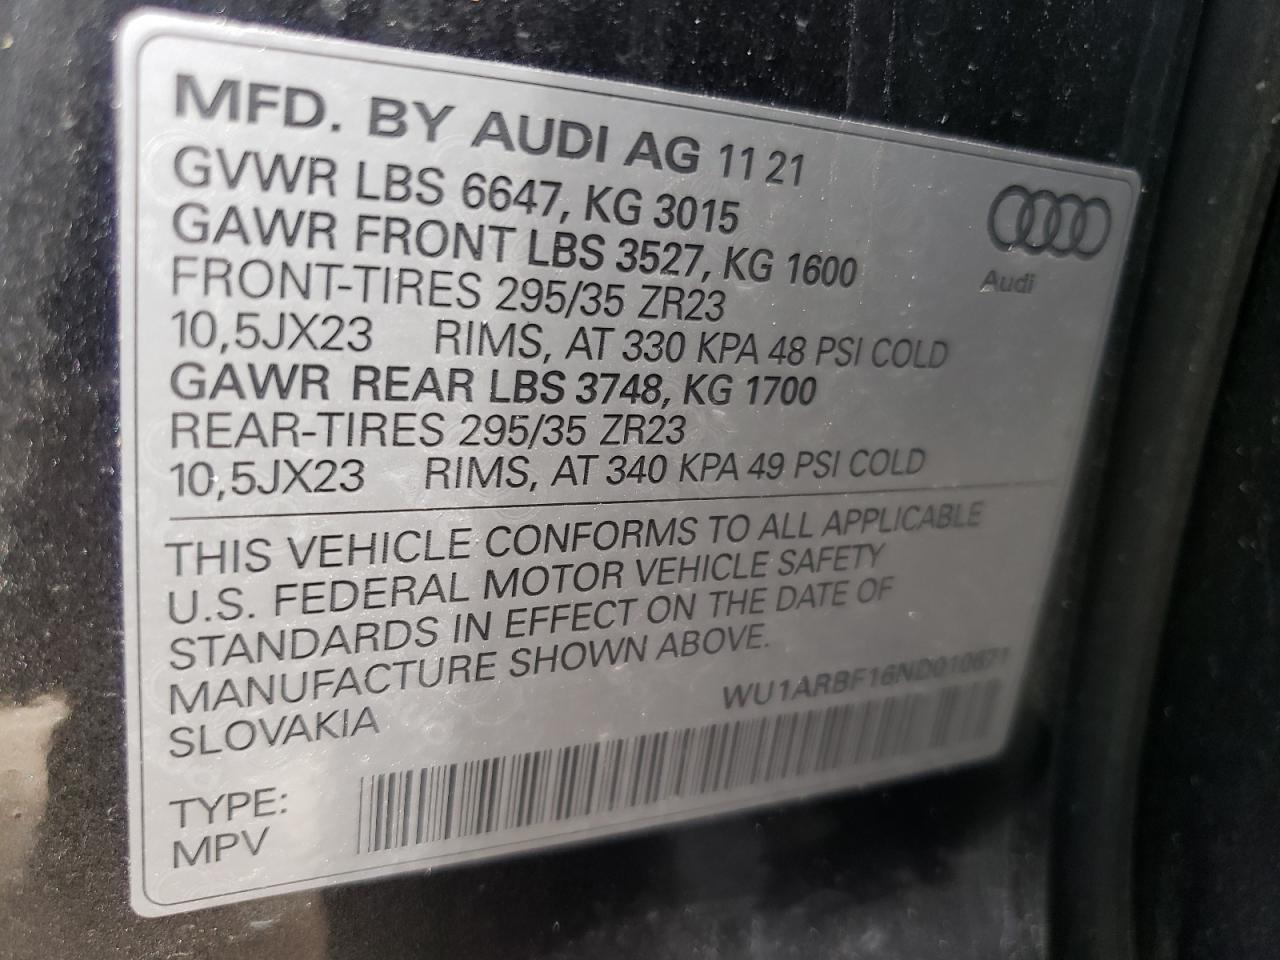 MFD. BY AUDI AG 11 21
GVWR LBS 6647, KG 3015
GAWR FRONT LBS 3527, KG 1600
FRONT-TIRES 295/35 ZR23
10,5JX23 RIMS, AT 330 KPA 48 PSI COLD
GAWR REAR LBS 3748, KG 1700
REAR-TIRES 295/35 ZR23
10,5JX23 RIMS, AT 340 KPA 49 PSI COLD
Audi
THIS VEHICLE CONFORMS TO ALL APPLICABLE
U.S. FEDERAL MOTOR VEHICLE SAFETY
STANDARDS IN EFFECT ON THE DATE OF
MANUFACTURE SHOWN ABOVE.
SLOVAKIA
WU1ARBF16ND010671
TYPE:
MPV